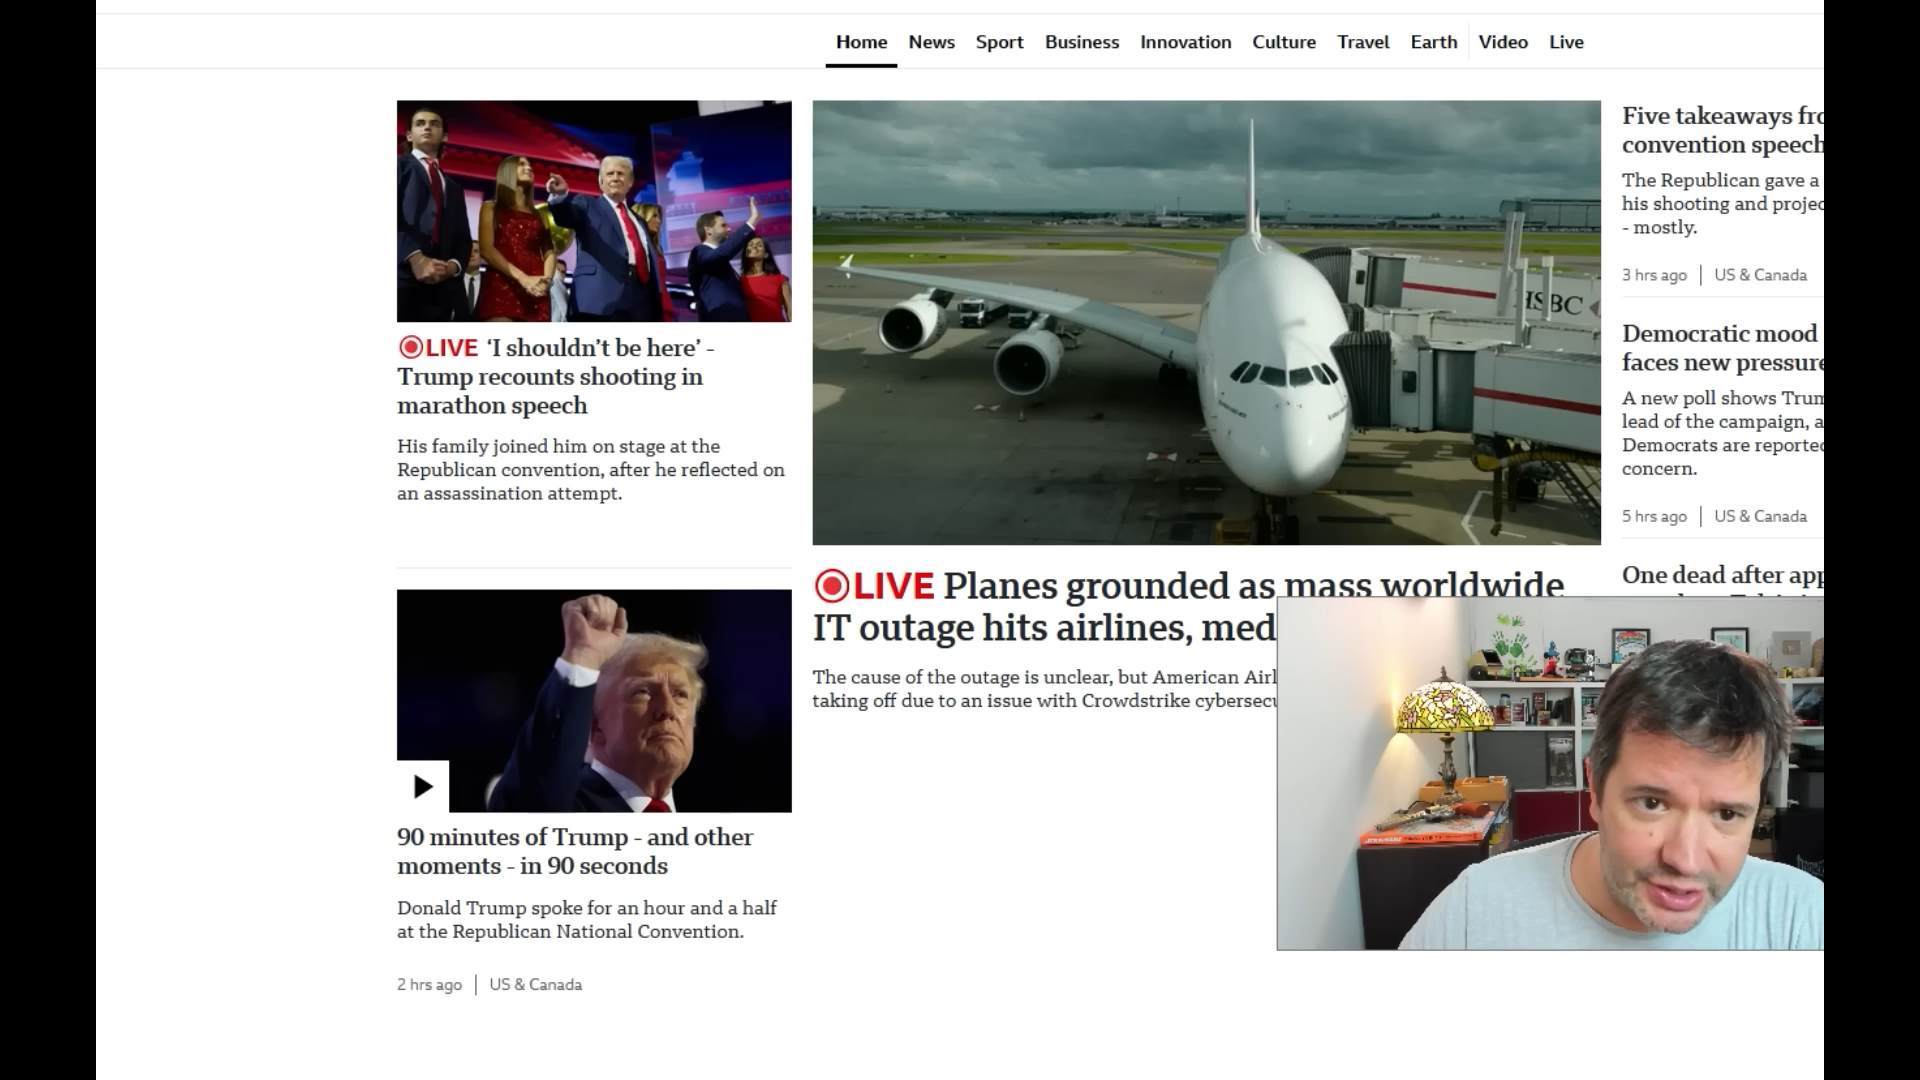 Home News Sport Business Innovation Culture Travel Earth Video Live
LIVE ‘I shouldn’t be here’ -
Trump recounts shooting in
marathon speech
His family joined him on stage at the
Republican convention, after he reflected on
an assassination attempt.
90 minutes of Trump - and other
moments - in 90 seconds
Donald Trump spoke for an hour and a half
at the Republican National Convention.
2 hrs ago | US & Canada
HSBC
LIVE Planes grounded as mass worldwide
IT outage hits airlines, med
The cause of the outage is unclear, but American Airl
taking off due to an issue with Crowdstrike cybersecu
Five takeaways fro
convention speech
The Republican gave a
his shooting and projec
- mostly.
3 hrs ago | US & Canada
Democratic mood
faces new pressure
A new poll shows Trum
lead of the campaign, a
Democrats are reported
concern.
5 hrs ago | US & Canada
One dead after app